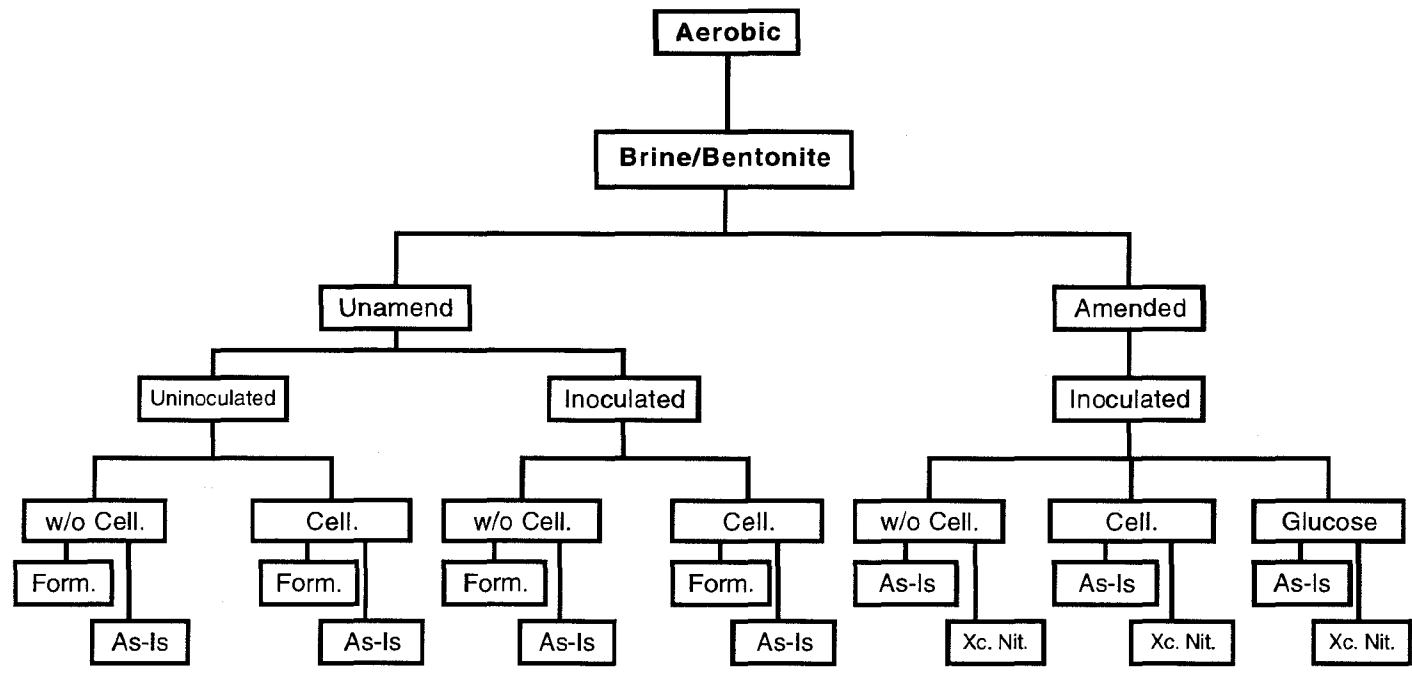 Aerobic
Brine/Bentonite
Unamend
Amended
Uninoculated
Inoculated
Inoculated
w/o Cell.
Cell.
w/o Cell.
Cell.
w/o Cell.
Cell.
Glucose
Form.
Form.
Form.
Form.
As-Is
As-Is
As-Is
As-Is
As-Is
As-Is
As-Is
Xc. Nit.
Xc. Nit.
Xc. Nit.